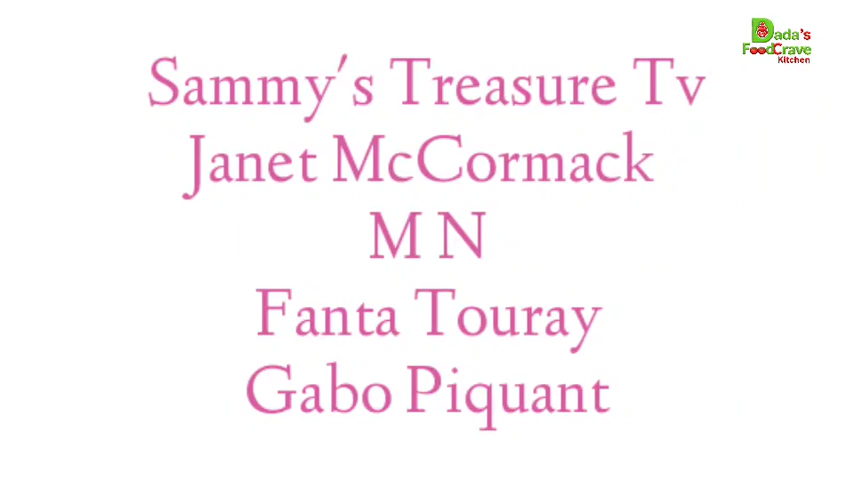 Dada's
FoodCrave
Kitchen
Sammy's Treasure Tv
Janet McCormack
M N
Fanta Touray
Gabo Piquant